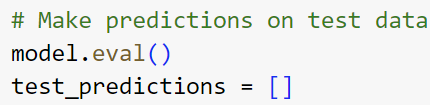 # Make predictions on test data
model.eval()
test_predictions = []